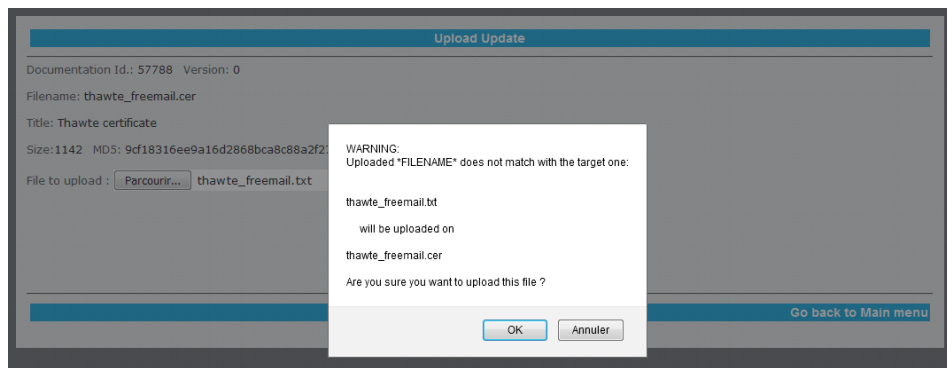 Upload Update
Documentation Id.: 57788 Version: 0
Filename: thawte_freemail.cer
Title: Thawte certificate
Size:1142 MD5:
File to upload : Parcourir... thawte_freemail.txt
WARNING:
Uploaded *FILENAME* does not match with the target one:
thawte_freemail.txt
will be uploaded on
thawte_freemail.cer
Are you sure you want to upload this file ?
OK Annuler
Go back to Main menu